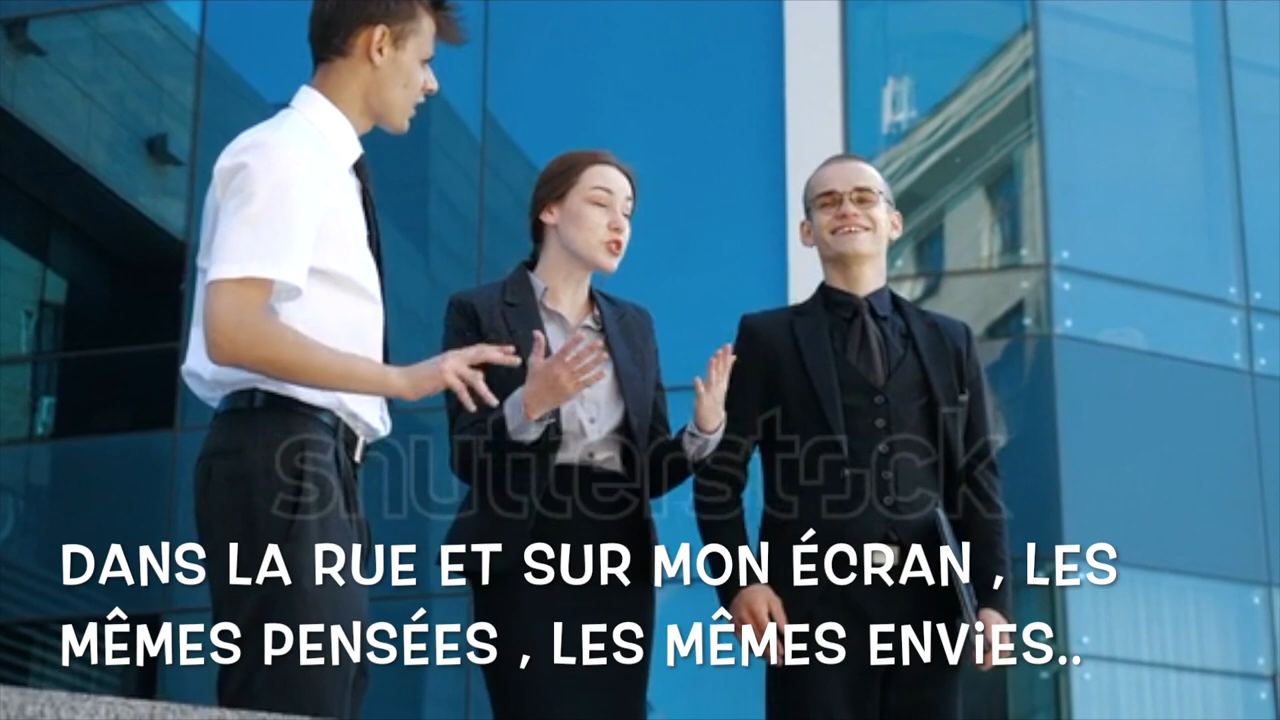 shutterstock
DANS LA RUE ET SUR MON ÉCRAN , LES
MÊMES PENSÉES , LES MÊMES ENViES..